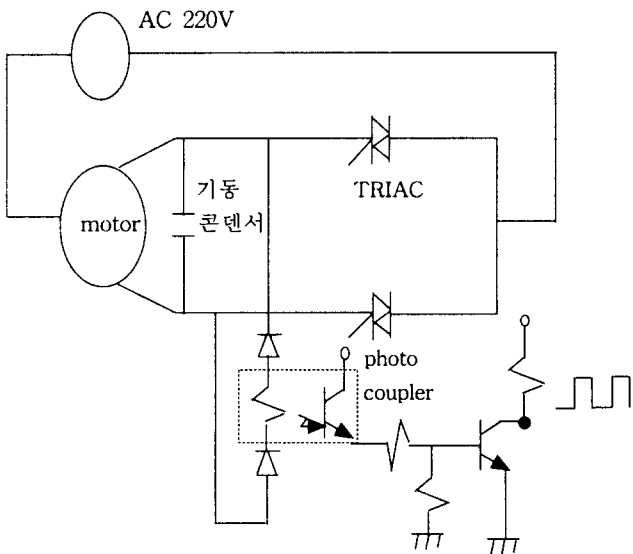 AC 220V
기동
콘덴서
TRIAC
motor
photo
coupler